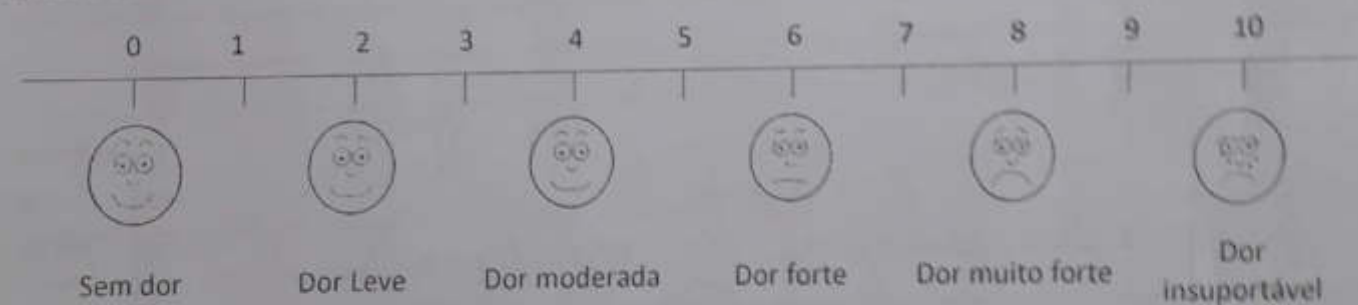 0 1 2 3 4 5 6 7 8 9 10
Sem dor Dor Leve Dor moderada Dor forte Dor muito forte Dor
insuportável